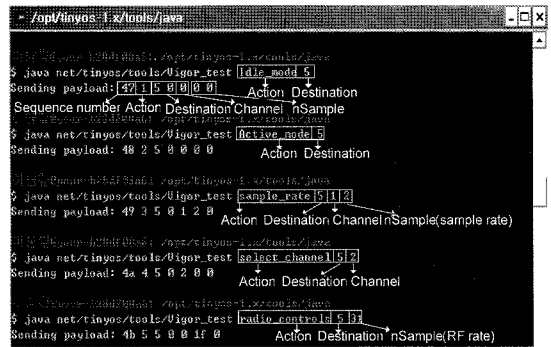 /opt/tinyos-1.x/tools/java
$ java net/tinyos/tools/Vigor_test Idle_mode 5
Sending payload: 47 1 5 0 0 0 0
Action Destination
Sequence number Action Destination Channel nSample
$ java net/tinyos/tools/Vigor_test Active_mode 5
Sending payload: 48 2 5 0 0 0 0
Action Destination
/opt/tinyos-1.x/tools/java
$ java net/tinyos/tools/Vigor_test sample_rate 5 1 2
Sending payload: 49 3 5 0 1 2 0
Action Destination Channel nSample(sample rate)
/opt/tinyos-1.x/tools/java
$ java net/tinyos/tools/Vigor_test select_channel 5 2
Sending payload: 4a 4 5 0 2 0 0
Action Destination Channel
$ java net/tinyos/tools/Vigor_test radio_controls 5 31
Sending payload: 4b 5 5 0 0 1f 0
Action Destination nSample(RF rate)